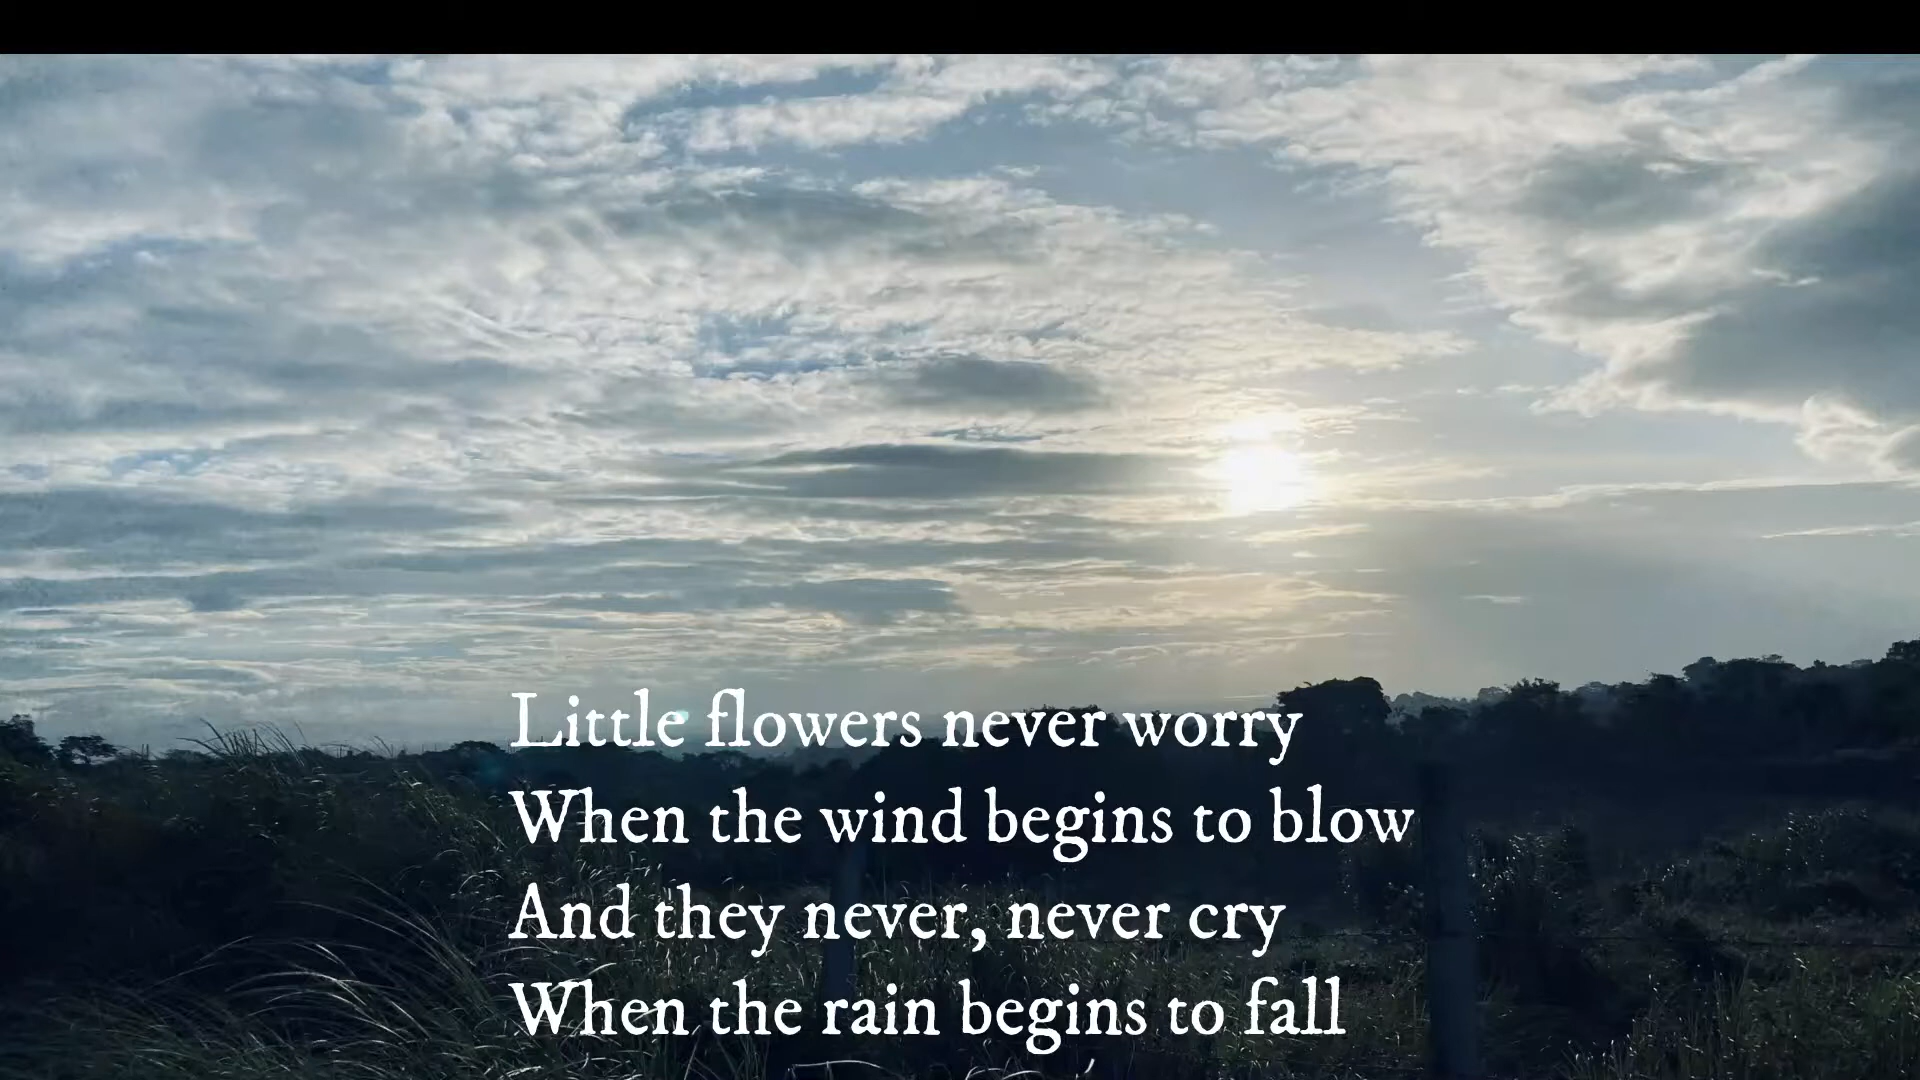 Little flowers never worry
When the wind begins to blow
And they never, never cry
When the rain begins to fall